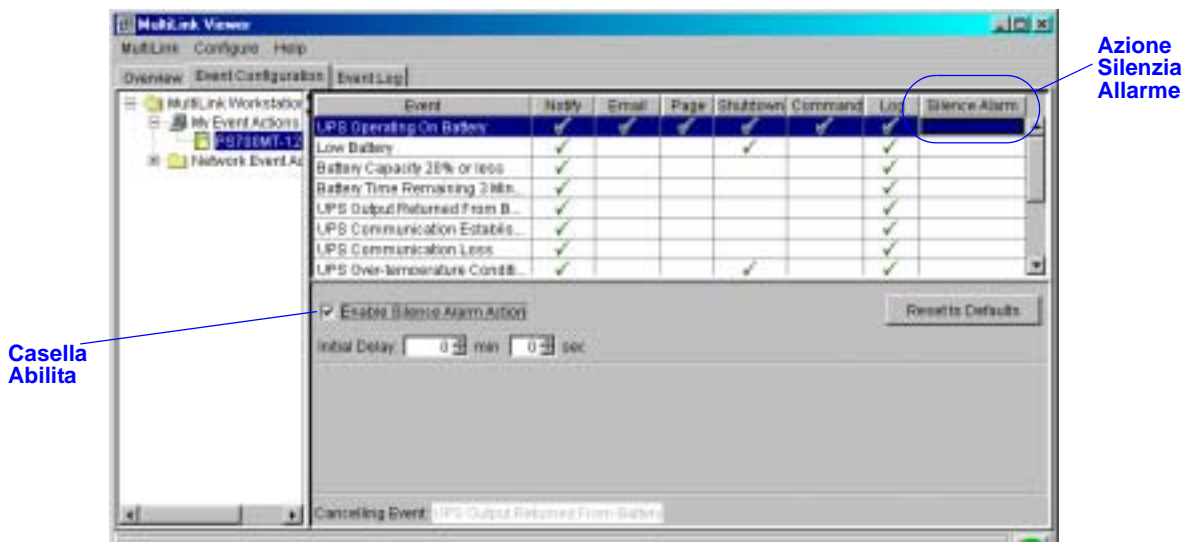 MultiLink Viewer
MultiLink Configure Help
Overview Event Configuration Event Log
Azione
Silenzia
Allarme
MultiLink Workstation
My Event Actions
PS700MT-12
Network Event Ac
Event Notify Email Page Shutdown Command Log Silence Alarm
UPS Operating On Battery
Low Battery
Battery Capacity 20% or less
Battery Time Remaining 3 Min...
UPS Output Returned From B...
UPS Communication Establis...
UPS Communication Loss
UPS Over-temperature Conditi...
Enable Silence Alarm Action
Reset to Defaults
Initial Delay: 0 min 0 sec
Casella
Abilita
Cancelling Event: UPS Output Returned From Battery